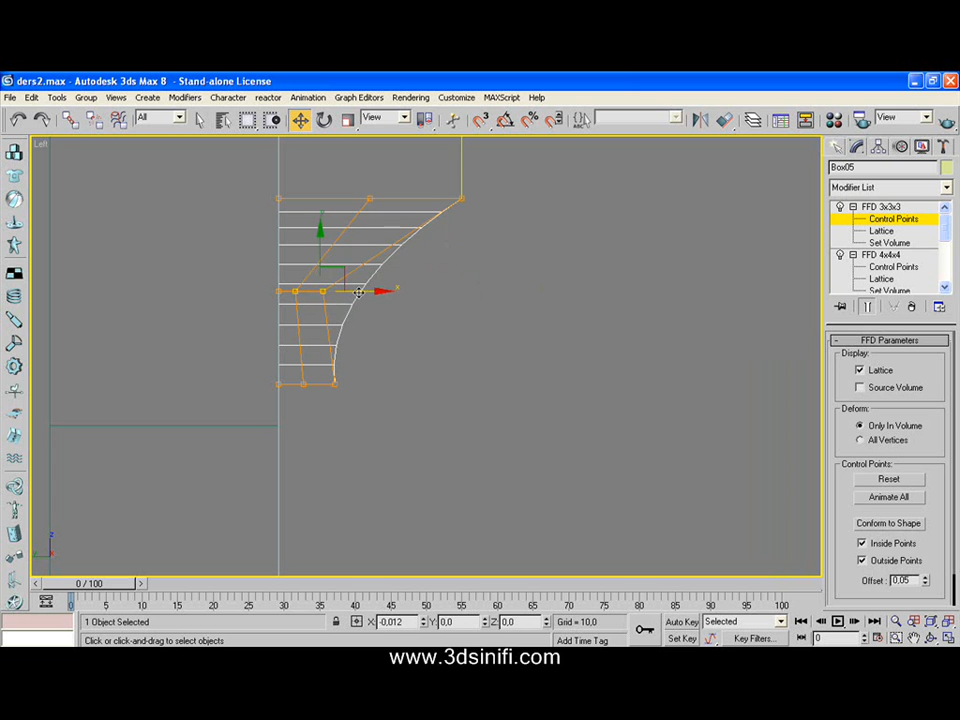 ders2.max - Autodesk 3ds Max 8 - Stand-alone License
File Edit Tools Group Views Create Modifiers Character reactor Animation Graph Editors Rendering Customize MAXScript Help
All View View
Left
Box05
Modifier List
FFD 3x3x3
Control Points
Lattice
Set Volume
FFD 4x4x4
Control Points
Lattice
Set Volume
- FFD Parameters
Display:
Lattice
Source Volume
Deform:
Only In Volume
All Vertices
Control Points:
Reset
Animate All
Conform to Shape
Inside Points
Outside Points
Offset : 0,05
x
z
x
< 0 / 100 >
0 5 10 15 20 25 30 35 40 45 50 55 60 65 70 75 80 85 90 95 100
1 Object Selected X: -0,012 Y: 0,0 Z: 0,0 Grid = 10,0 Auto Key Selected
Click or click-and-drag to select objects Add Time Tag Set Key Key Filters... 0
www.3dsinifi.com